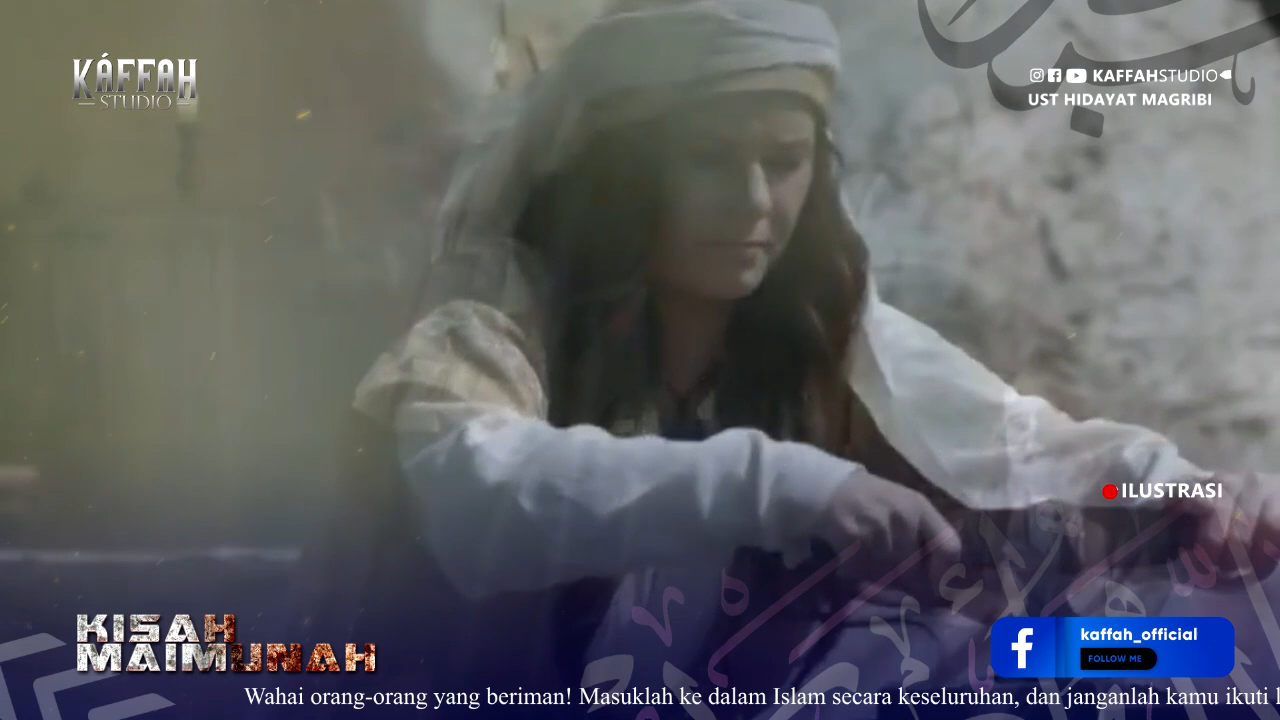 KÁFFAH
STUDIO
KAFFAHSTUDIO
UST HIDAYAT MAGRIBI
ILUSTRASI
KISAH
MAIMUNAH
kaffah_official
FOLLOW ME
Wahai orang-orang yang beriman! Masuklah ke dalam Islam secara keseluruhan, dan janganlah kamu ikuti